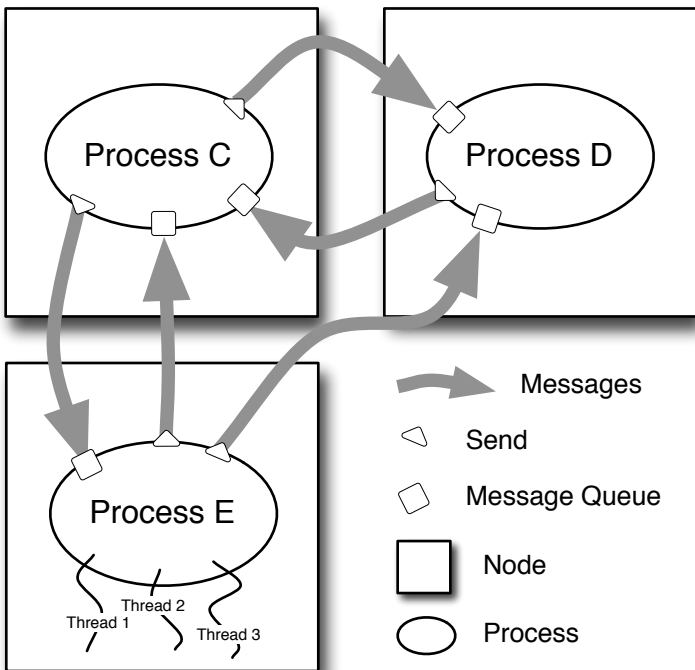 Process C
Process D
Messages
Send
Message Queue
Process E
Node
Thread 1
Thread 2
Thread 3
Process